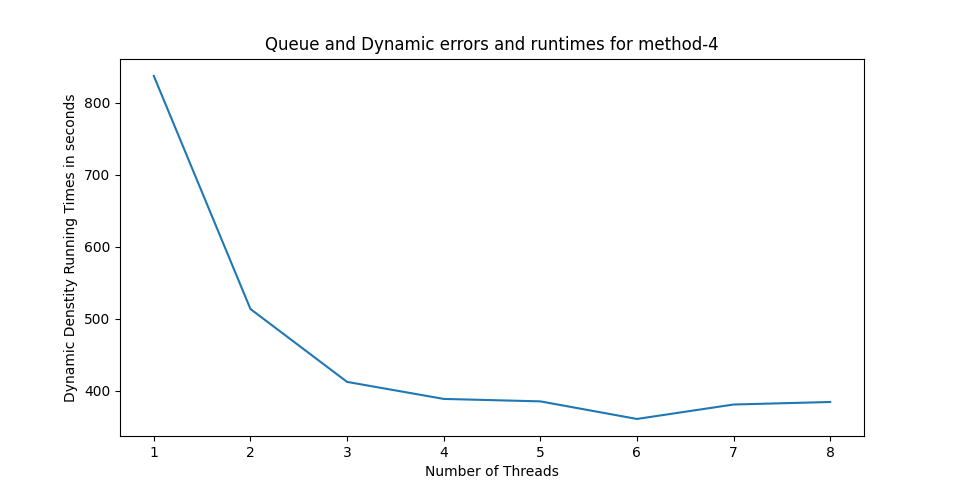 Queue and Dynamic errors and runtimes for method-4
Dynamic Denstity Running Times in seconds
800
700
600
500
400
1 2 3 4 5 6 7 8
Number of Threads